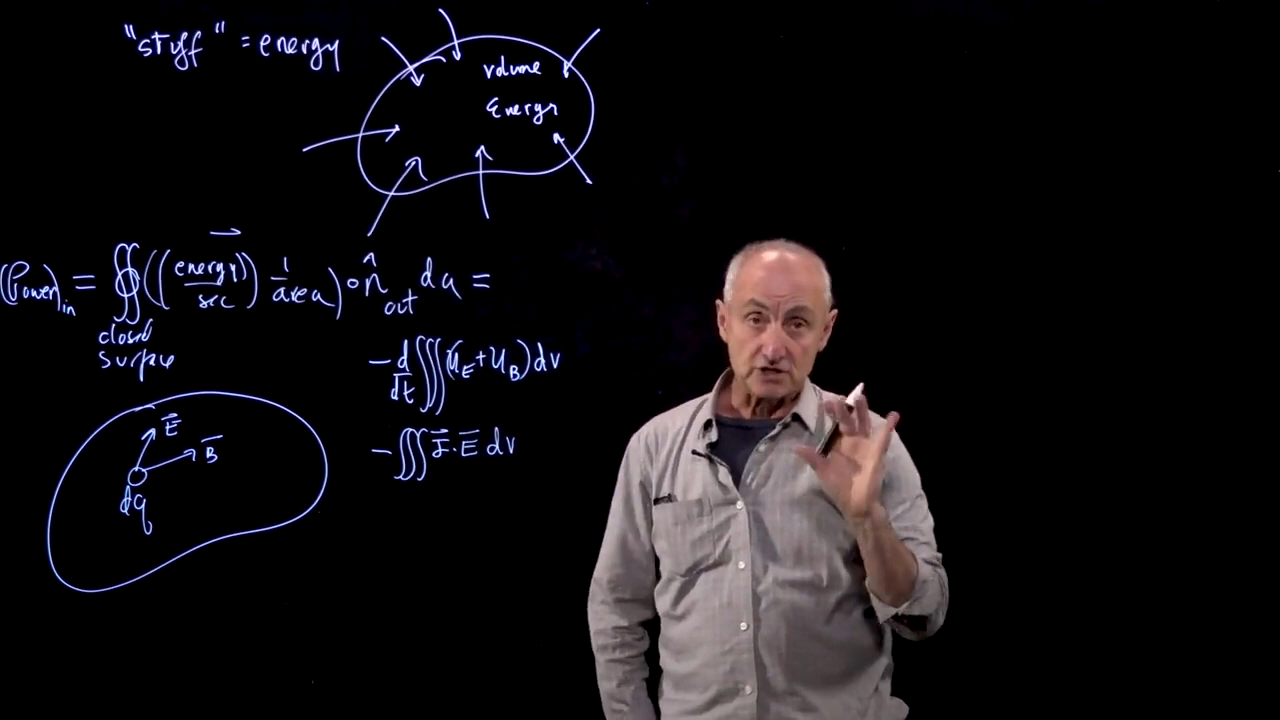 "stuff" = energy
volume
Energy
(Power)in = ∯((energy/sec) 1/area)∘n̂out da =
closed
surface
-d/dt ∭(uE+uB)dv
-∭J⃗·E⃗ dv
E⃗
B⃗
dq